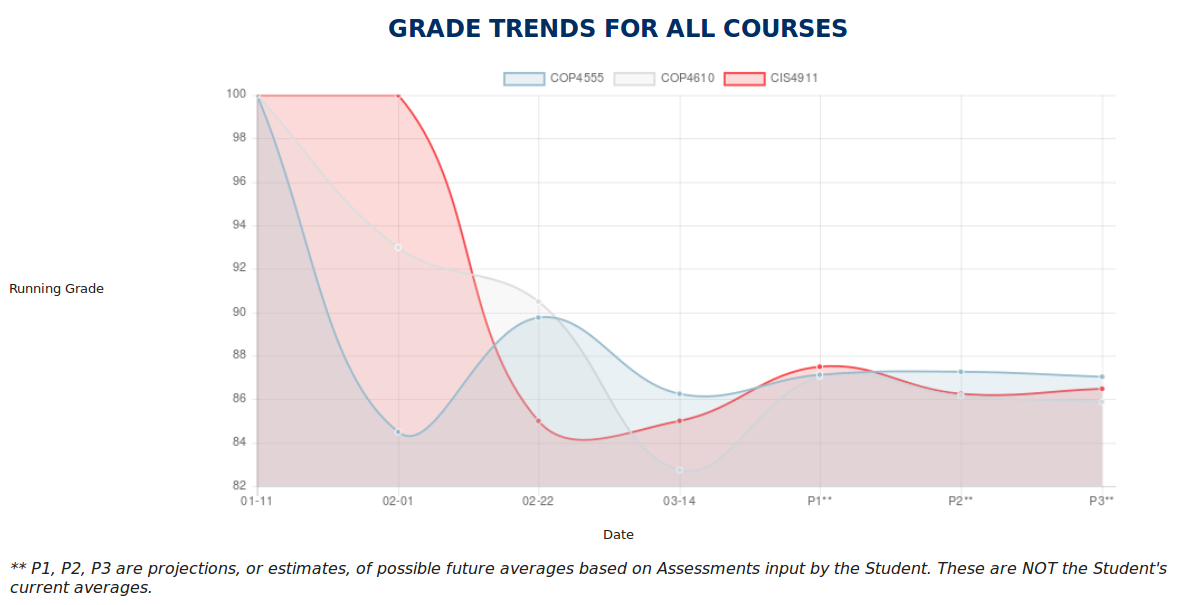 GRADE TRENDS FOR ALL COURSES
COP4555 COP4610 CIS4911
100
98
96
94
92
90
88
86
84
82
Running Grade
01-11 02-01 02-22 03-14 P1** P2** P3**
Date
** P1, P2, P3 are projections, or estimates, of possible future averages based on Assessments input by the Student. These are NOT the Student's
current averages.